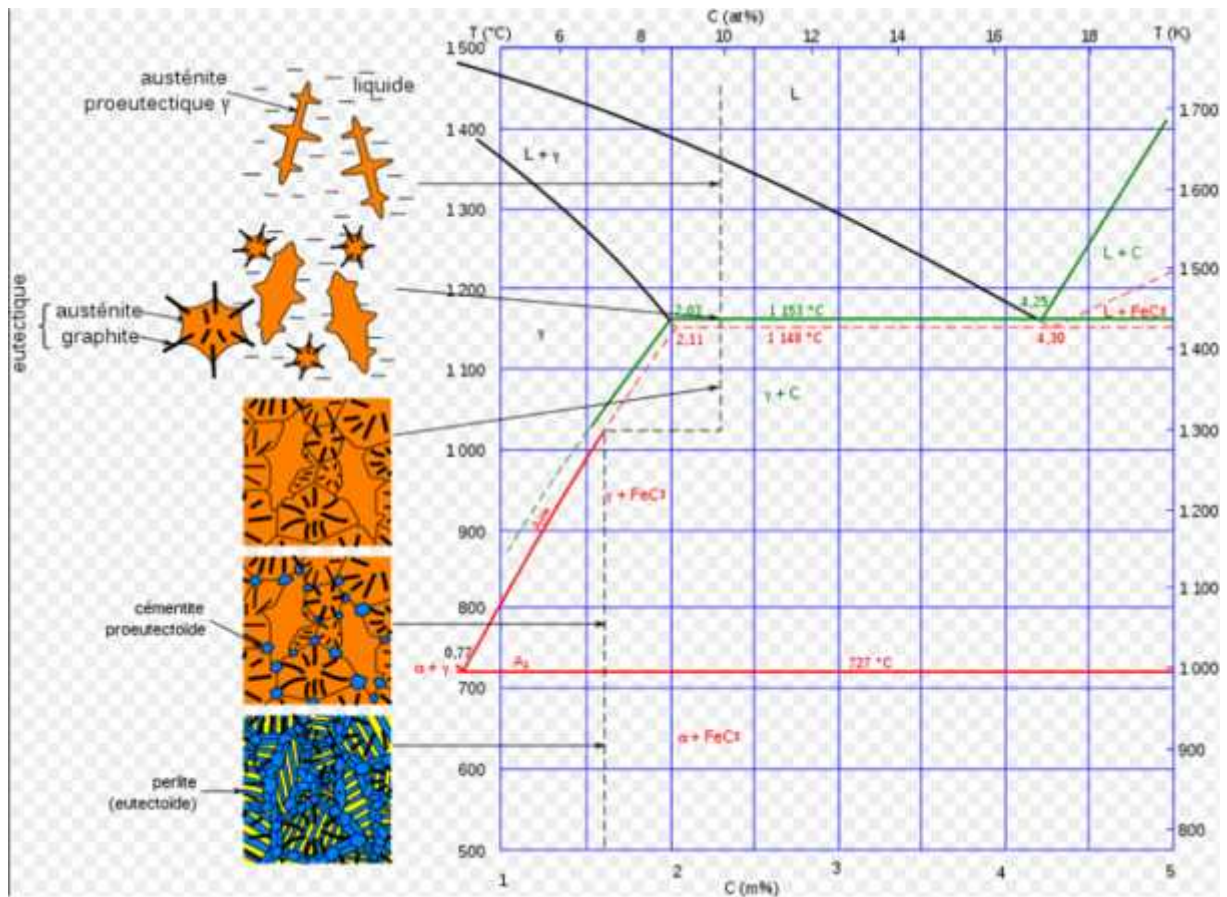 C (at%)
T (°C)
6
8
10
12
14
16
18
T (K)
1 500
1 400
1 300
1 200
1 100
1 000
900
800
700
600
500
1 700
1 600
1 500
1 400
1 300
1 200
1 100
1 000
900
800
austénite
proeutectique γ
liquide
eutectique
austénite
graphite
cémentite
proeutectoïde
perlite
(eutectoïde)
L
L + γ
γ
L + C
2,03
1 153 °C
4,25
L + FeC3
2,11
1 148 °C
4,30
γ + C
γ + FeC3
0,77
α + γ
A1
727 °C
α + FeC3
1
2
3
4
5
C (m%)